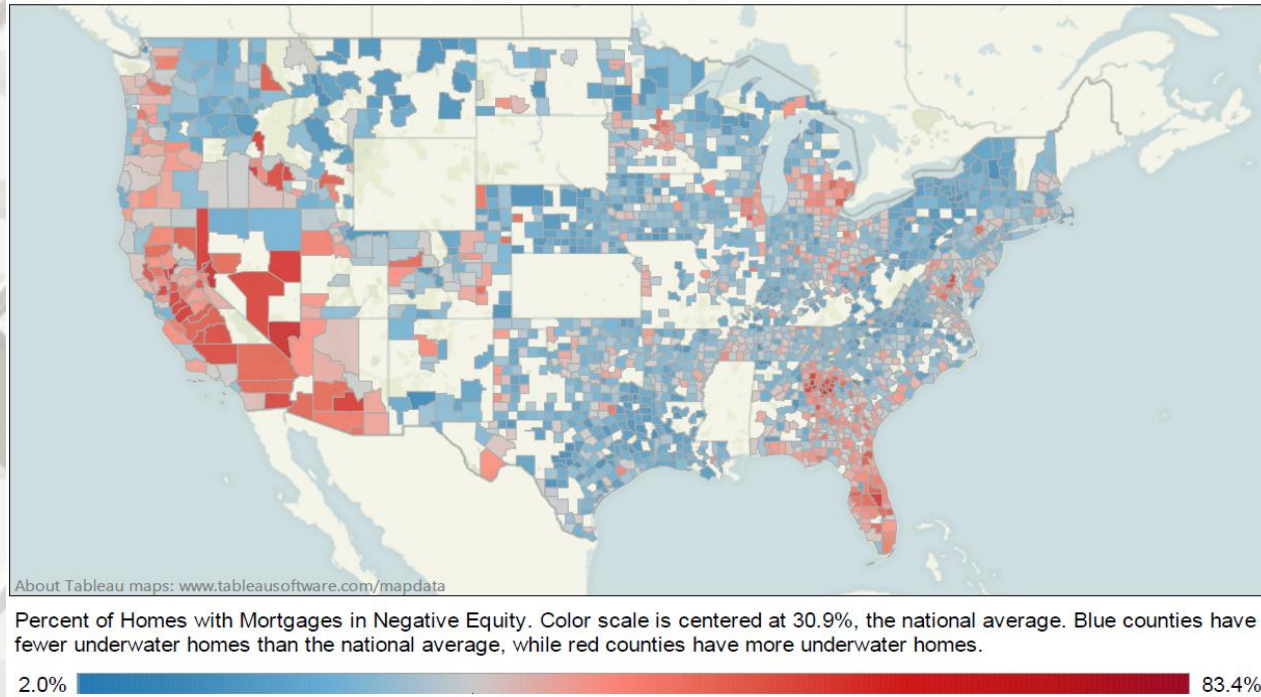 About Tableau maps: www.tableausoftware.com/mapdata
Percent of Homes with Mortgages in Negative Equity. Color scale is centered at 30.9%, the national average. Blue counties have
fewer underwater homes than the national average, while red counties have more underwater homes.
2.0% 83.4%